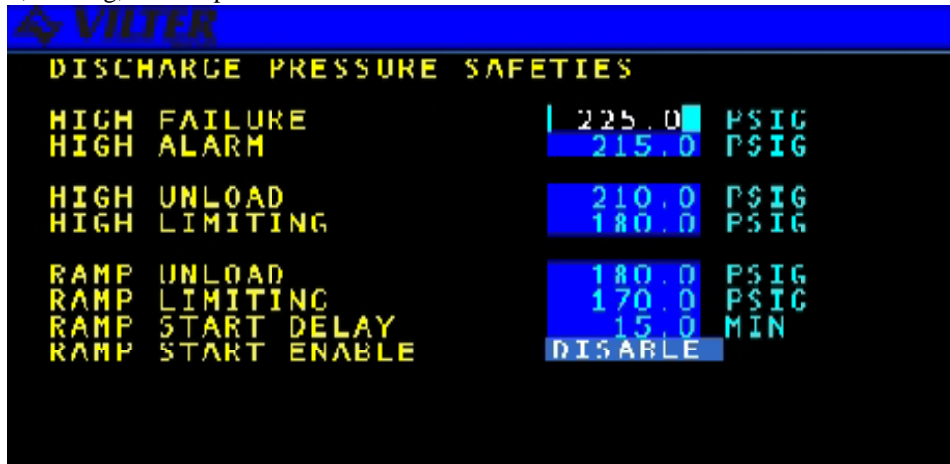 VILTER
DISCHARGE PRESSURE SAFETIES
HIGH FAILURE 225.0 PSIG
HIGH ALARM 215.0 PSIG
HIGH UNLOAD 210.0 PSIG
HIGH LIMITING 180.0 PSIG
RAMP UNLOAD 180.0 PSIG
RAMP LIMITING 170.0 PSIG
RAMP START DELAY 15.0 MIN
RAMP START ENABLE DISABLE